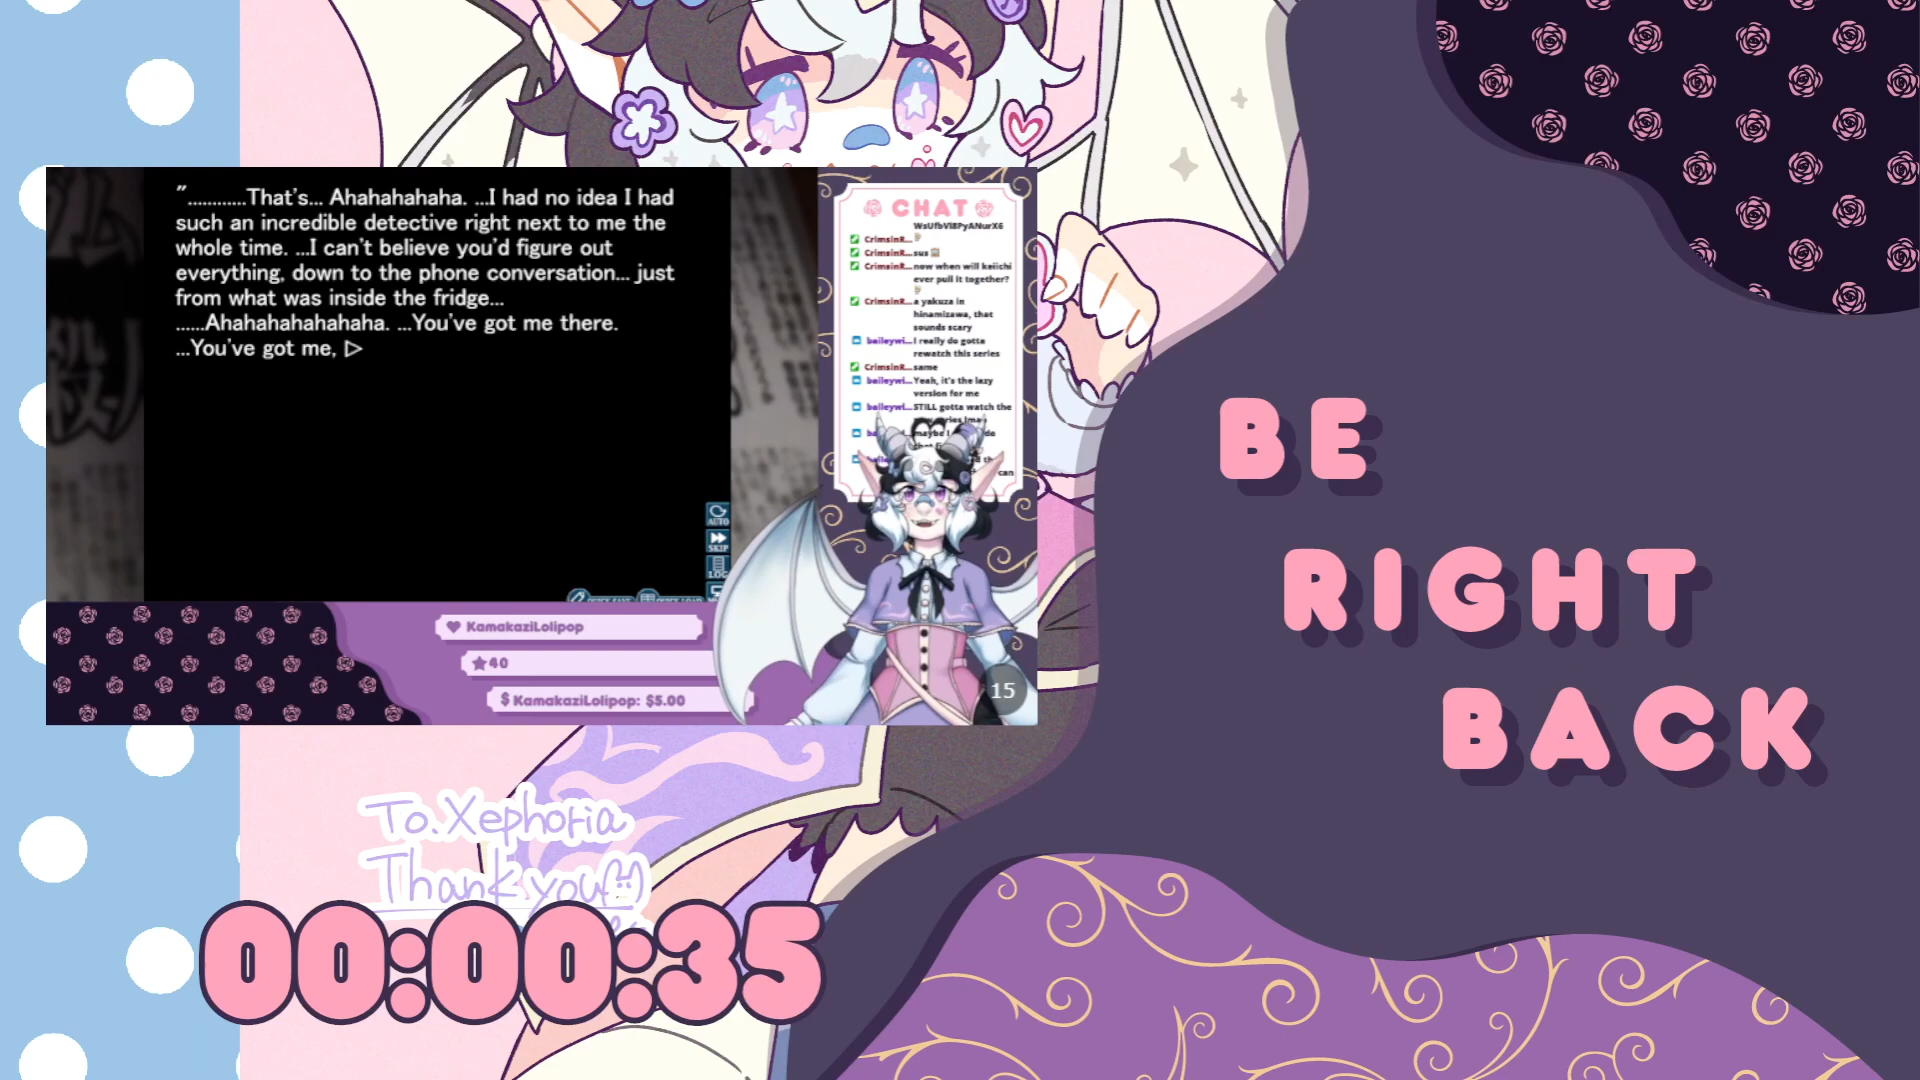 "............That's... Ahahahahaha. ...I had no idea I had
such an incredible detective right next to me the
whole time. ...I can't believe you'd figure out
everything, down to the phone conversation... just
from what was inside the fridge...
......Ahahahahahahaha. ...You've got me there.
...You've got me,
AUTO
SKIP
LOG
CHAT
WsUfbVl8PyANurX6
CrimsinR...
CrimsinR... sus
CrimsinR... now when will keiichi
ever pull it together?
CrimsinR... a yakuza in
hinamizawa, that
sounds scary
baileywi... I really do gotta
rewatch this series
CrimsinR... same
baileywi... Yeah, it's the lazy
version for me
baileywi... STILL gotta watch the
can
KamakaziLolipop
40
$ KamakaziLolipop: $5.00
15
BE
RIGHT
BACK
To. Xephoria
Thank you
00:00:35